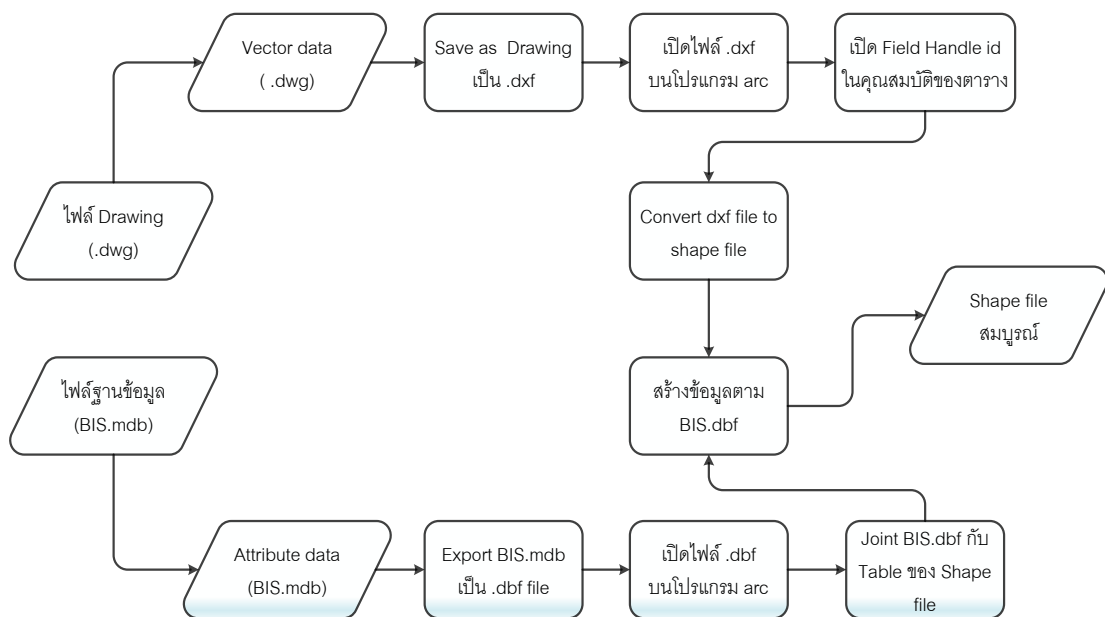 Vector data
( .dwg)
Save as Drawing
เป็น .dxf
เปิดไฟล์ .dxf
บนโปรแกรม arc
เปิด Field Handle id
ในคุณสมบัติของตาราง
ไฟล์ Drawing
(.dwg)
Convert dxf file to
shape file
Shape file
สมบูรณ์
ไฟล์ฐานข้อมูล
(BIS.mdb)
สร้างข้อมูลตาม
BIS.dbf
Attribute data
(BIS.mdb)
Export BIS.mdb
เป็น .dbf file
เปิดไฟล์ .dbf
บนโปรแกรม arc
Joint BIS.dbf กับ
Table ของ Shape
file